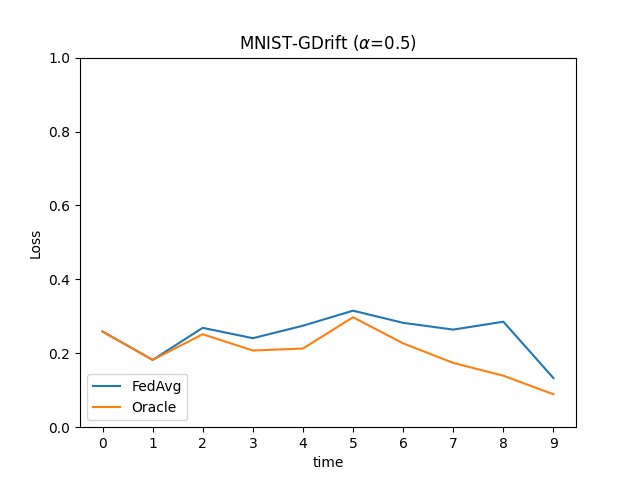 MNIST-GDrift (α=0.5)
1.0
0.8
0.6
0.4
0.2
0.0
Loss
FedAvg
Oracle
0 1 2 3 4 5 6 7 8 9
time